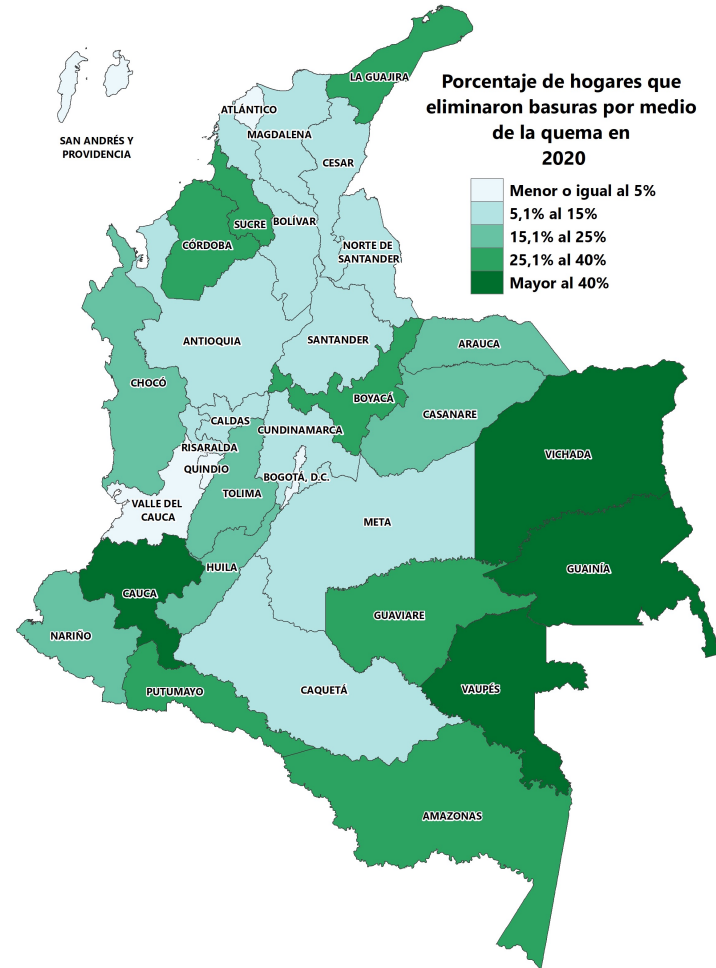 LA GUAJIRA
Porcentaje de hogares que
eliminaron basuras por medio
de la quema en
2020
Menor o igual al 5%
5,1% al 15%
15,1% al 25%
25,1% al 40%
Mayor al 40%
SAN ANDRÉS Y
PROVIDENCIA
ATLÁNTICO
MAGDALENA
CESAR
SUCRE
BOLÍVAR
CÓRDOBA
NORTE DE
SANTANDER
ANTIOQUIA
SANTANDER
ARAUCA
CHOCÓ
BOYACÁ
CASANARE
CALDAS
CUNDINAMARCA
RISARALDA
QUINDIO
BOGOTÁ, D.C.
VICHADA
TOLIMA
VALLE DEL
CAUCA
META
HUILA
GUAINÍA
CAUCA
GUAVIARE
NARIÑO
PUTUMAYO
CAQUETÁ
VAUPÉS
AMAZONAS